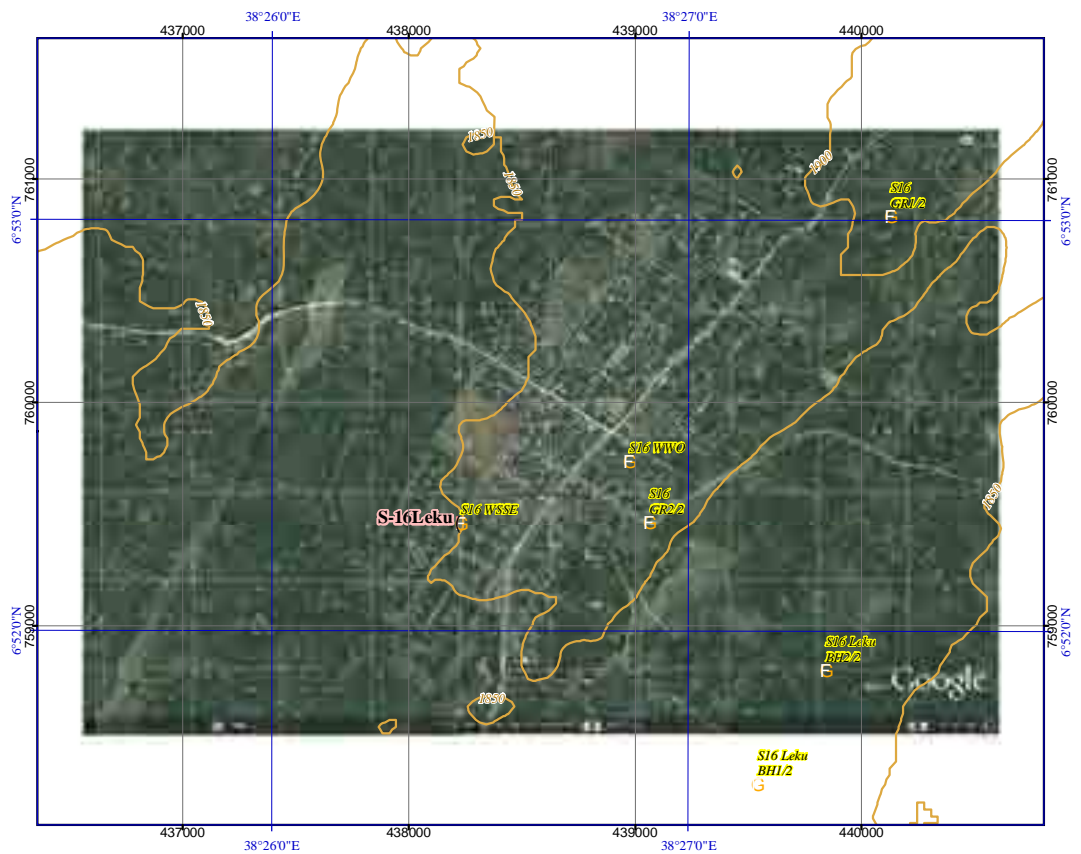 38°26'0"E
38°27'0"E
437000
438000
439000
440000
1850
1850
1900
761000
761000
S16
GR1/2
E
6°53'0"N
6°53'0"N
1850
760000
760000
S16 WWO
E
S16
GR2/2
E
S-16Leku
S16 WSSE
E
1850
759000
759000
6°52'0"N
6°52'0"N
S16 Leku
BH2/2
E
Google
1850
S16 Leku
BH1/2
G
437000
438000
439000
440000
38°26'0"E
38°27'0"E